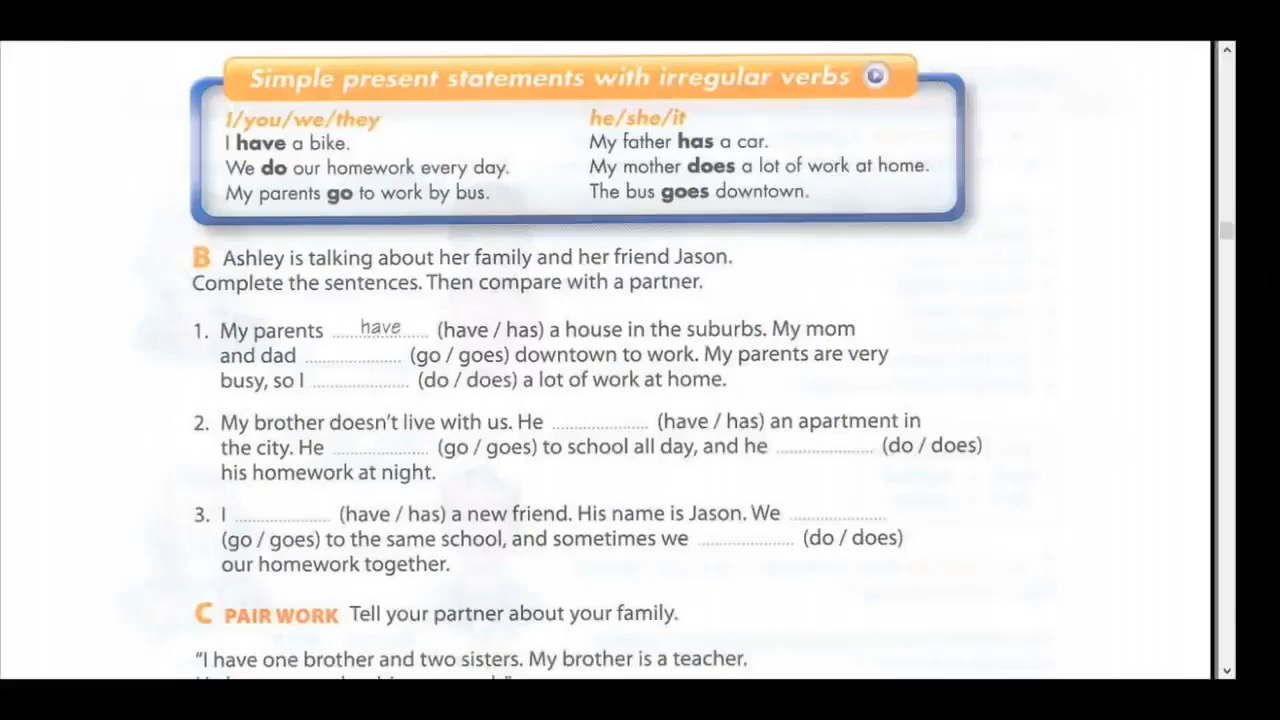 Simple present statements with irregular verbs
I/you/we/they
I have a bike.
We do our homework every day.
My parents go to work by bus.
he/she/it
My father has a car.
My mother does a lot of work at home.
The bus goes downtown.
B Ashley is talking about her family and her friend Jason.
Complete the sentences. Then compare with a partner.
1. My parents ....have.... (have / has) a house in the suburbs. My mom
and dad .................. (go / goes) downtown to work. My parents are very
busy, so I .................. (do / does) a lot of work at home.
2. My brother doesn't live with us. He .................. (have / has) an apartment in
the city. He .................. (go / goes) to school all day, and he .................. (do / does)
his homework at night.
3. I .................. (have / has) a new friend. His name is Jason. We ..................
(go / goes) to the same school, and sometimes we .................. (do / does)
our homework together.
C PAIR WORK Tell your partner about your family.
"I have one brother and two sisters. My brother is a teacher.